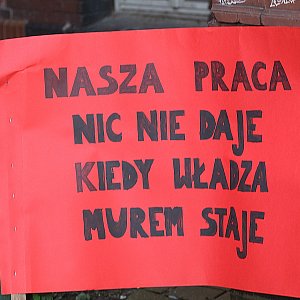 NASZA PRACA
NIC NIE DAJE
KIEDY WŁADZA
MUREM STAJE